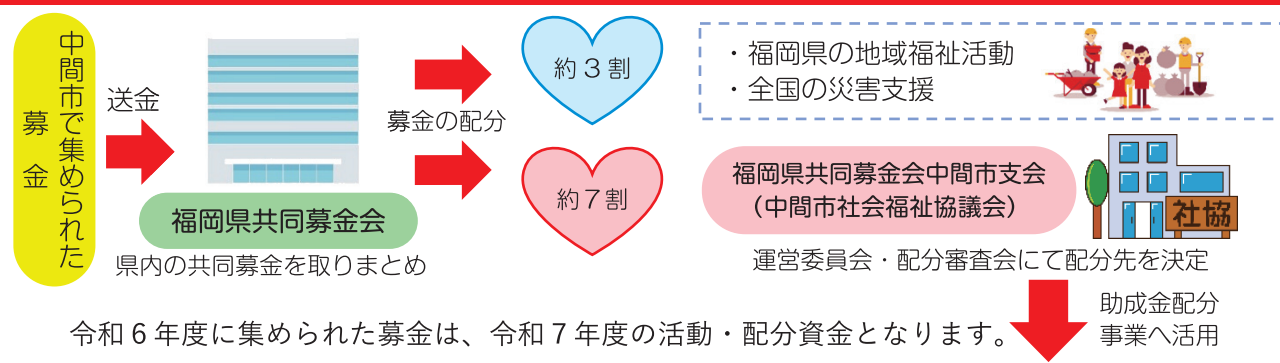 中間市で集められた
募金
送金
福岡県共同募金会
県内の共同募金を取りまとめ
募金の配分
約3割
約7割
・福岡県の地域福祉活動
・全国の災害支援
福岡県共同募金会中間市支会
（中間市社会福祉協議会）
社協
運営委員会・配分審査会にて配分先を決定
助成金配分
事業へ活用
令和6年度に集められた募金は、令和7年度の活動・配分資金となります。